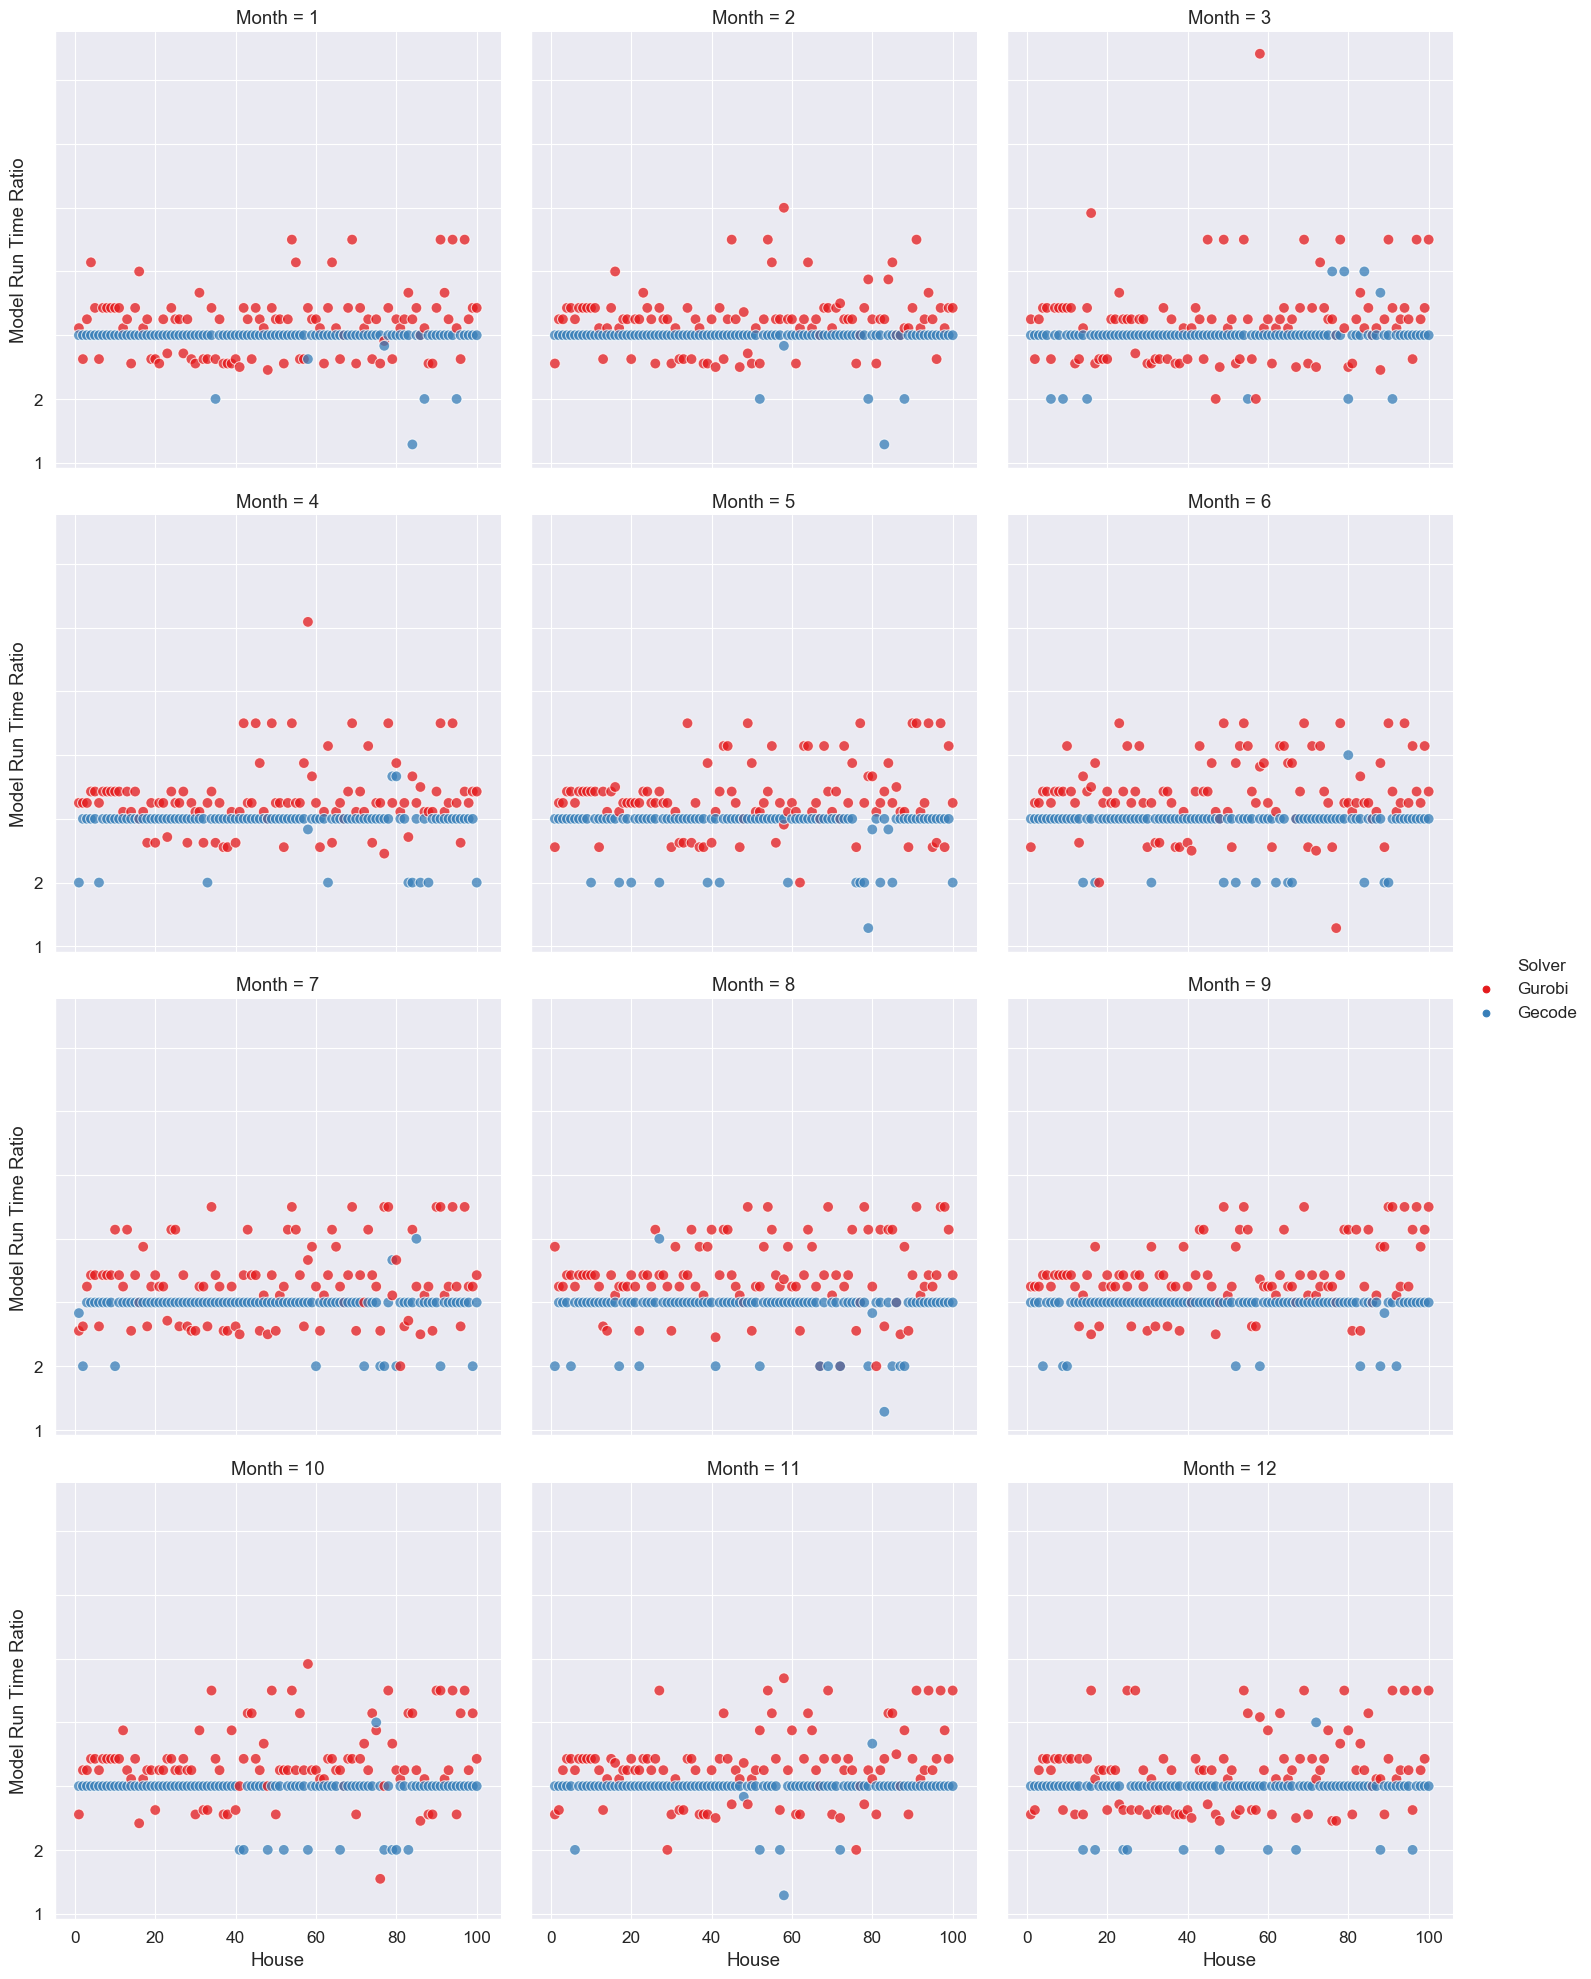 Month = 1
Month = 2
Month = 3
Model Run Time Ratio
2
1
Month = 4
Month = 5
Month = 6
Model Run Time Ratio
2
1
Solver
Gurobi
Gecode
Month = 7
Month = 8
Month = 9
Model Run Time Ratio
2
1
Month = 10
Month = 11
Month = 12
Model Run Time Ratio
2
1
0 20 40 60 80 100
0 20 40 60 80 100
0 20 40 60 80 100
House
House
House